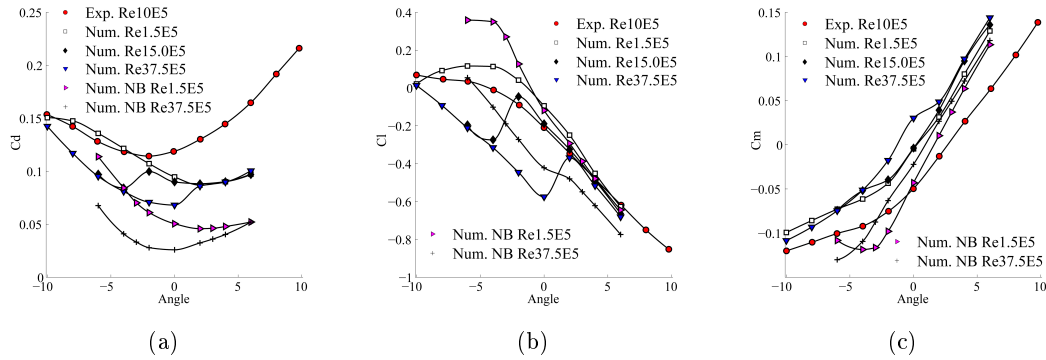 Exp. Re10E5
Num. Re1.5E5
Num. Re15.0E5
Num. Re37.5E5
Num. NB Re1.5E5
Num. NB Re37.5E5
0.25
0.2
0.15
0.1
0.05
0
Cd
−10
−5
0
5
10
Angle
(a)
Exp. Re10E5
Num. Re1.5E5
Num. Re15.0E5
Num. Re37.5E5
Num. NB Re1.5E5
Num. NB Re37.5E5
0.4
0.2
0
−0.2
−0.4
−0.6
−0.8
−1
Cl
−10
−5
0
5
10
Angle
(b)
Exp. Re10E5
Num. Re1.5E5
Num. Re15.0E5
Num. Re37.5E5
Num. NB Re1.5E5
Num. NB Re37.5E5
0.15
0.1
0.05
0
−0.05
−0.1
Cm
−10
−5
0
5
10
Angle
(c)